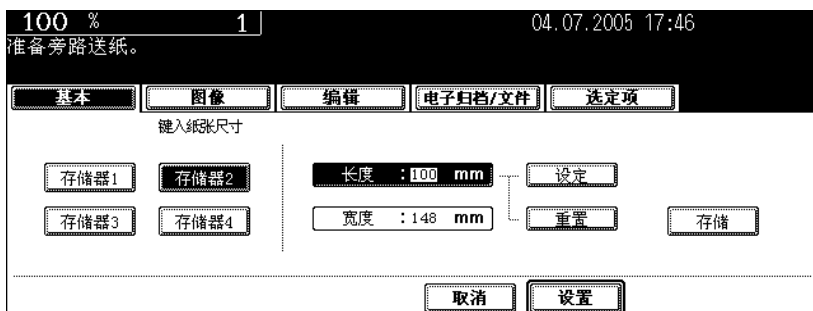 100 % 1 04.07.2005 17:46
准备旁路送纸。
基本 图像 编辑 电子归档/文件 选定项
键入纸张尺寸
存储器1 存储器2 长度 :100 mm 设定
存储器3 存储器4 宽度 :148 mm 重置 存储
取消 设置